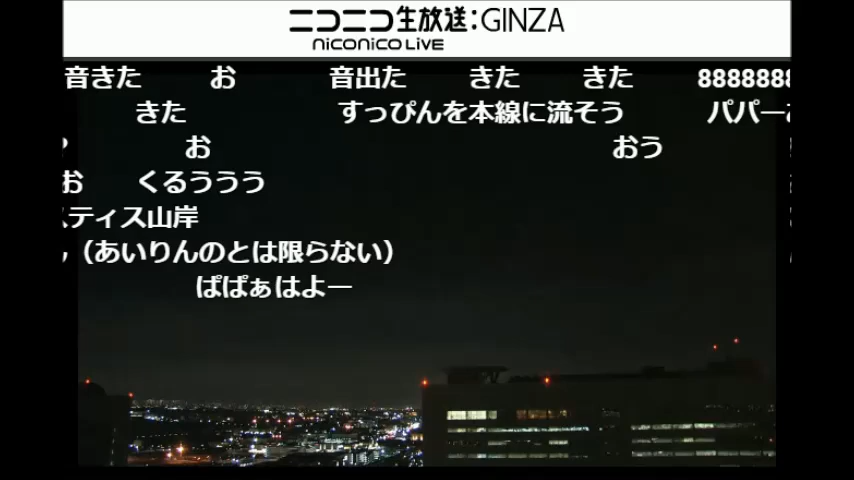 ニコニコ生放送:GINZA
niconico LIVE
音きた お 音出た きた きた 8888888
きた すっぴんを本線に流そう パパー
お おう
お くるううう
スティス山岸
(あいりんのとは限らない)
ぱぱぁはよー